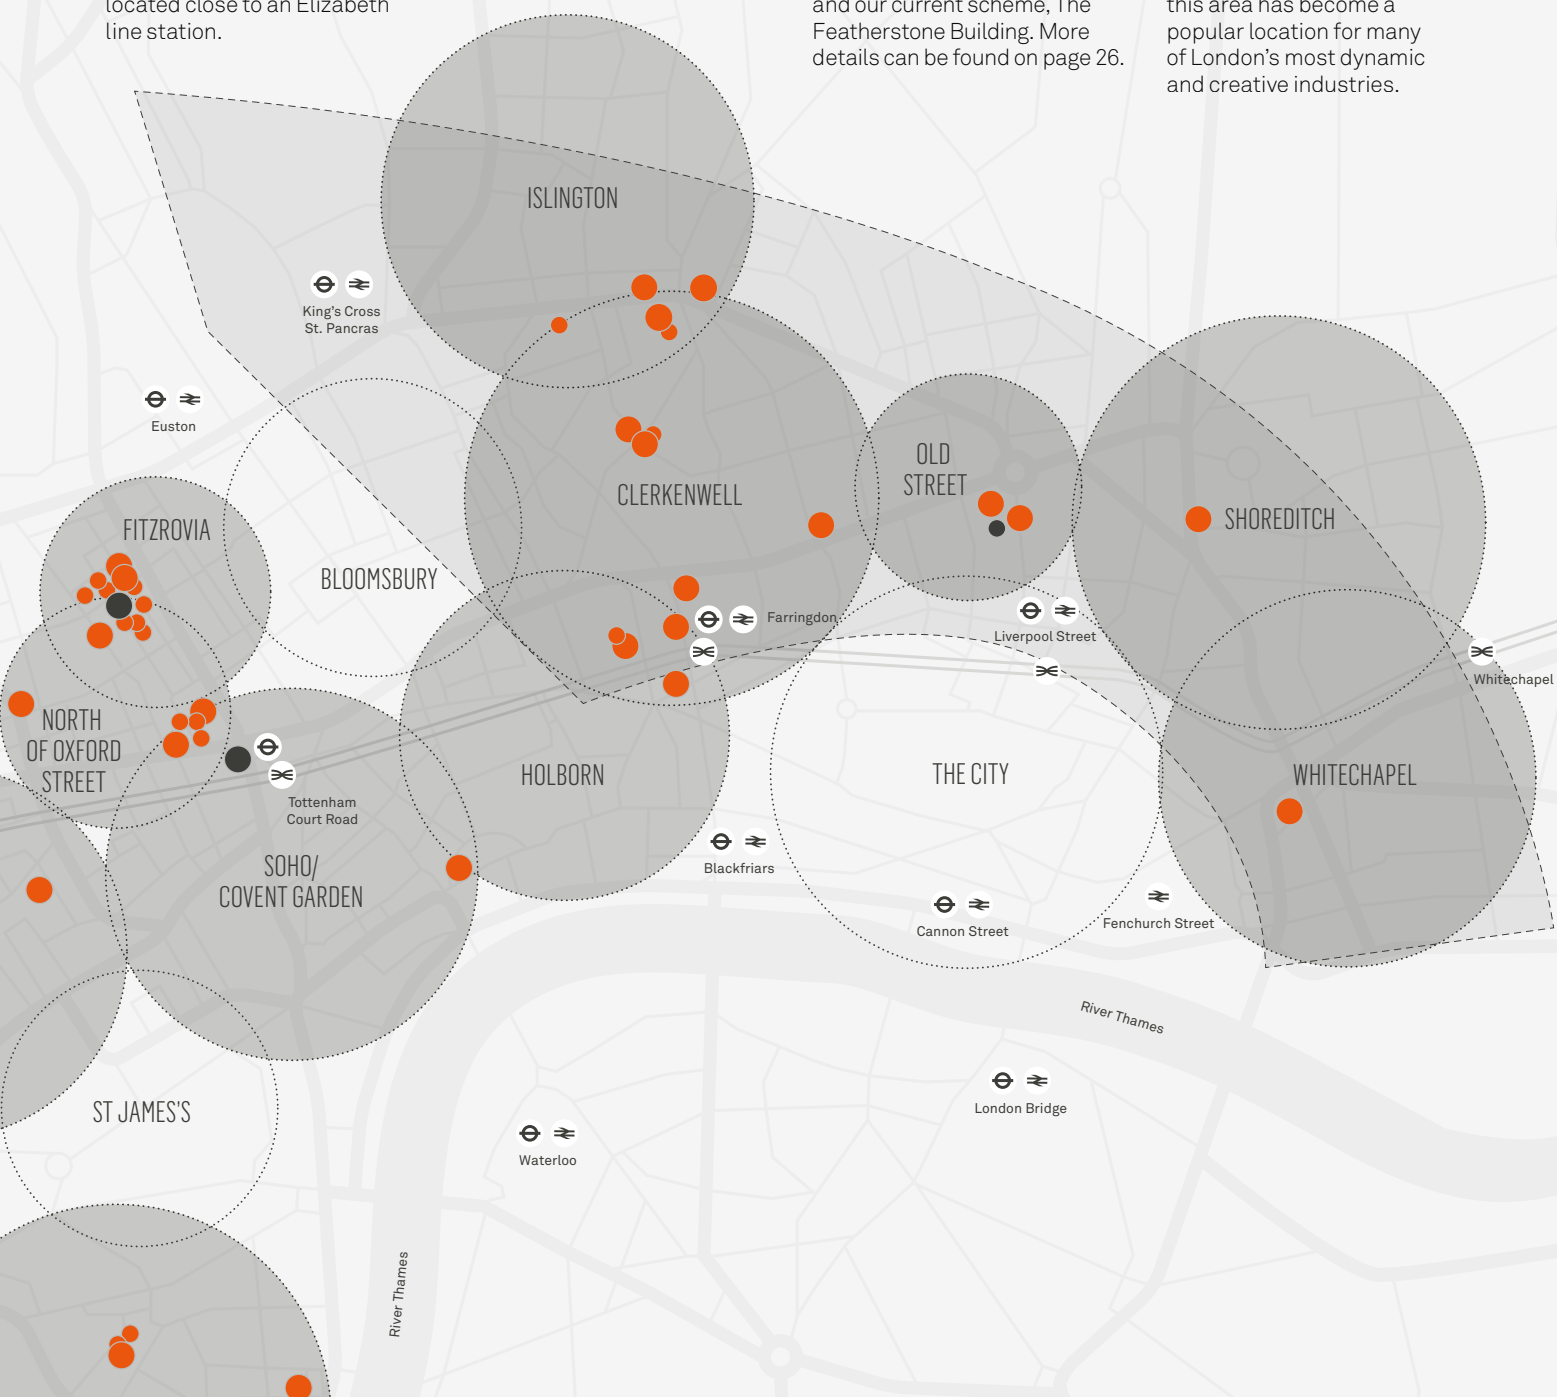 located close to an Elizabeth
line station.
and our current scheme, The
Featherstone Building. More
details can be found on page 26.
this area has become a
popular location for many
of London's most dynamic
and creative industries.
ISLINGTON
King's Cross
St. Pancras
Euston
FITZROVIA
BLOOMSBURY
CLERKENWELL
OLD
STREET
SHOREDITCH
Farringdon
Liverpool Street
Whitechapel
NORTH
OF OXFORD
STREET
HOLBORN
THE CITY
WHITECHAPEL
Tottenham
Court Road
SOHO/
COVENT GARDEN
Blackfriars
Cannon Street
Fenchurch Street
River Thames
ST JAMES'S
London Bridge
Waterloo
River Thames